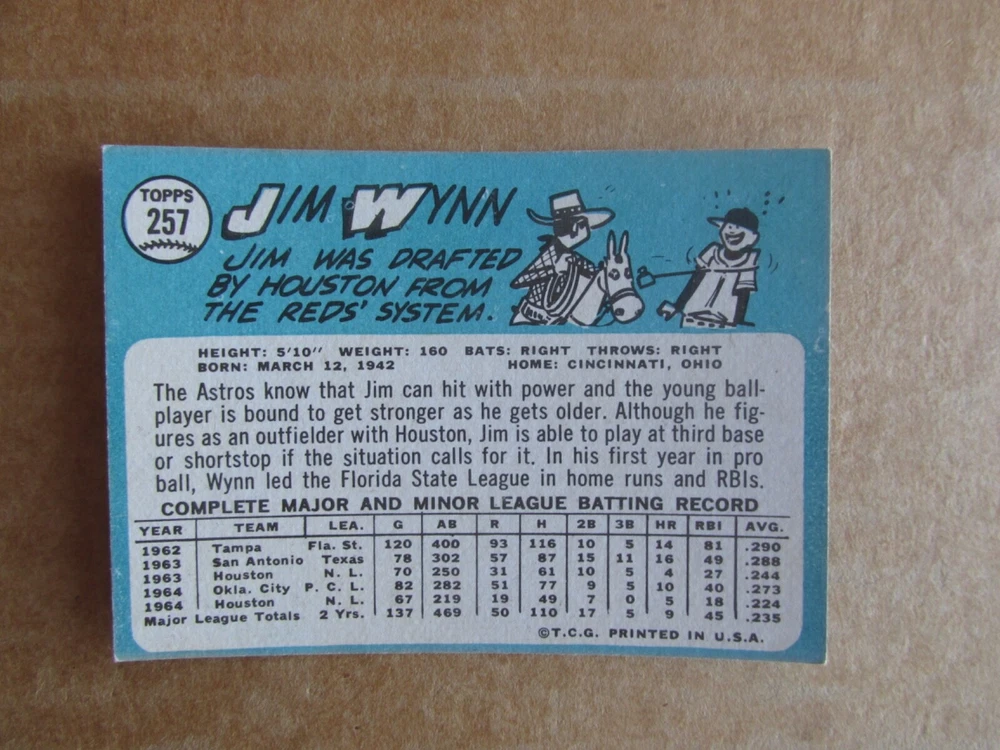 TOPPS
257
JIM WYNN
JIM WAS DRAFTED
BY HOUSTON FROM
THE REDS' SYSTEM.
HEIGHT: 5'10" WEIGHT: 160 BATS: RIGHT THROWS: RIGHT
BORN: MARCH 12, 1942 HOME: CINCINNATI, OHIO
The Astros know that Jim can hit with power and the young ball-
player is bound to get stronger as he gets older. Although he fig-
ures as an outfielder with Houston, Jim is able to play at third base
or shortstop if the situation calls for it. In his first year in pro
ball, Wynn led the Florida State League in home runs and RBIs.
COMPLETE MAJOR AND MINOR LEAGUE BATTING RECORD
YEAR TEAM LEA. G AB R H 2B 3B HR RBI AVG.
1962 Tampa Fla. St. 120 400 93 116 10 5 14 81 .290
1963 San Antonio Texas 78 302 57 87 15 11 16 49 .288
1963 Houston N. L. 70 250 31 61 10 5 4 27 .244
1964 Okla. City P. C. L. 82 282 51 77 9 5 10 40 .273
1964 Houston N. L. 67 219 19 49 7 0 5 18 .224
Major League Totals 2 Yrs. 137 469 50 110 17 5 9 45 .235
©T.C.G. PRINTED IN U.S.A.